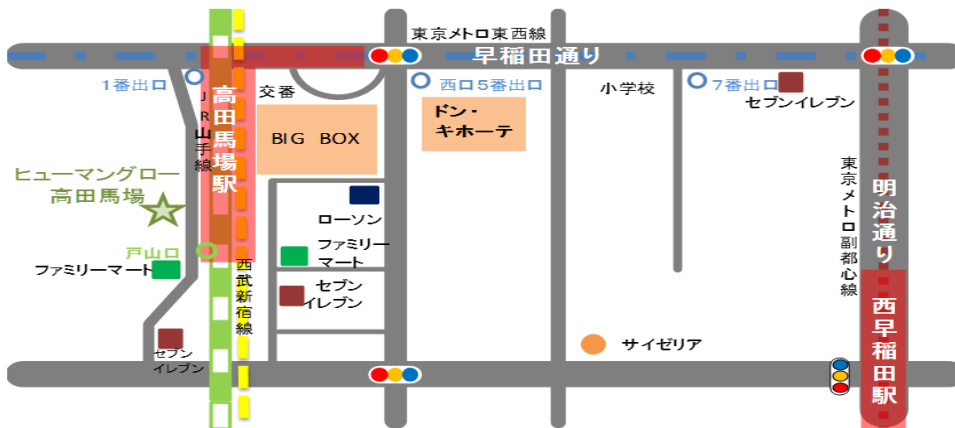 東京メトロ東西線
早稲田通り
1番出口
交番
西口5番出口
小学校
7番出口
セブンイレブン
JR山手線
高田馬場駅
BIG BOX
ドン・
キホーテ
ヒューマングロー
高田馬場
ローソン
戸山口
ファミリーマート
ファミリー
マート
西武新宿線
セブン
イレブン
セブン
イレブン
サイゼリア
東京メトロ副都心線
明治通り
西早稲田駅